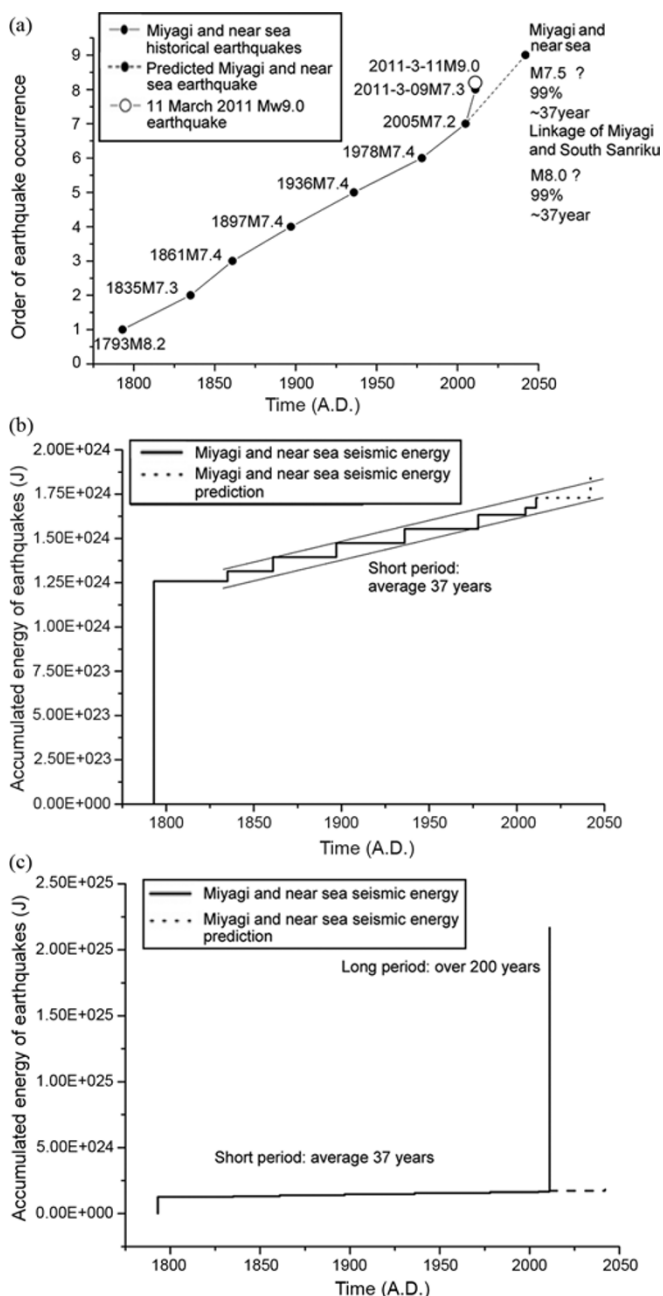 (a)
Miyagi and near sea
historical earthquakes
Predicted Miyagi and near
sea earthquake
11 March 2011 Mw9.0
earthquake
Miyagi and
near sea
M7.5 ?
99%
~37year
Linkage of Miyagi
and South Sanriku
M8.0 ?
99%
~37year
2011-3-11M9.0
2011-3-09M7.3
2005M7.2
1978M7.4
1936M7.4
1897M7.4
1861M7.4
1835M7.3
1793M8.2
Order of earthquake occurrence
9
8
7
6
5
4
3
2
1
0
1800 1850 1900 1950 2000 2050
Time (A.D.)
(b)
Miyagi and near sea seismic energy
Miyagi and near sea seismic energy
prediction
Short period:
average 37 years
Accumulated energy of earthquakes (J)
2.00E+024
1.75E+024
1.50E+024
1.25E+024
1.00E+024
7.50E+023
5.00E+023
2.50E+023
0.00E+000
1800 1850 1900 1950 2000 2050
Time (A.D.)
(c)
Miyagi and near sea seismic energy
Miyagi and near sea seismic energy
prediction
Long period: over 200 years
Short period: average 37 years
Accumulated energy of earthquakes (J)
2.50E+025
2.00E+025
1.50E+025
1.00E+025
5.00E+024
0.00E+000
1800 1850 1900 1950 2000 2050
Time (A.D.)